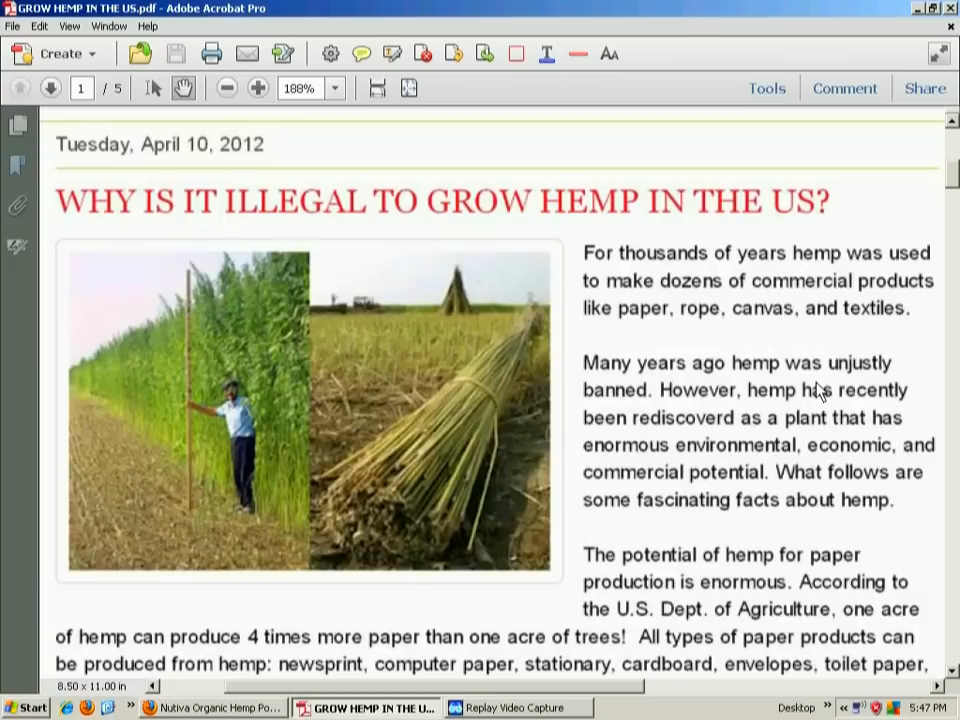 GROW HEMP IN THE US.pdf - Adobe Acrobat Pro
File Edit View Window Help
Create
1 / 5 188% Tools Comment Share
Tuesday, April 10, 2012
WHY IS IT ILLEGAL TO GROW HEMP IN THE US?
For thousands of years hemp was used
to make dozens of commercial products
like paper, rope, canvas, and textiles.
Many years ago hemp was unjustly
banned. However, hemp has recently
been rediscoverd as a plant that has
enormous environmental, economic, and
commercial potential. What follows are
some fascinating facts about hemp.
The potential of hemp for paper
production is enormous. According to
the U.S. Dept. of Agriculture, one acre
of hemp can produce 4 times more paper than one acre of trees! All types of paper products can
be produced from hemp: newsprint, computer paper, stationary, cardboard, envelopes, toilet paper,
8.50 x 11.00 in
Start » Nutiva Organic Hemp Po... GROW HEMP IN THE U... Replay Video Capture Desktop » « 5:47 PM